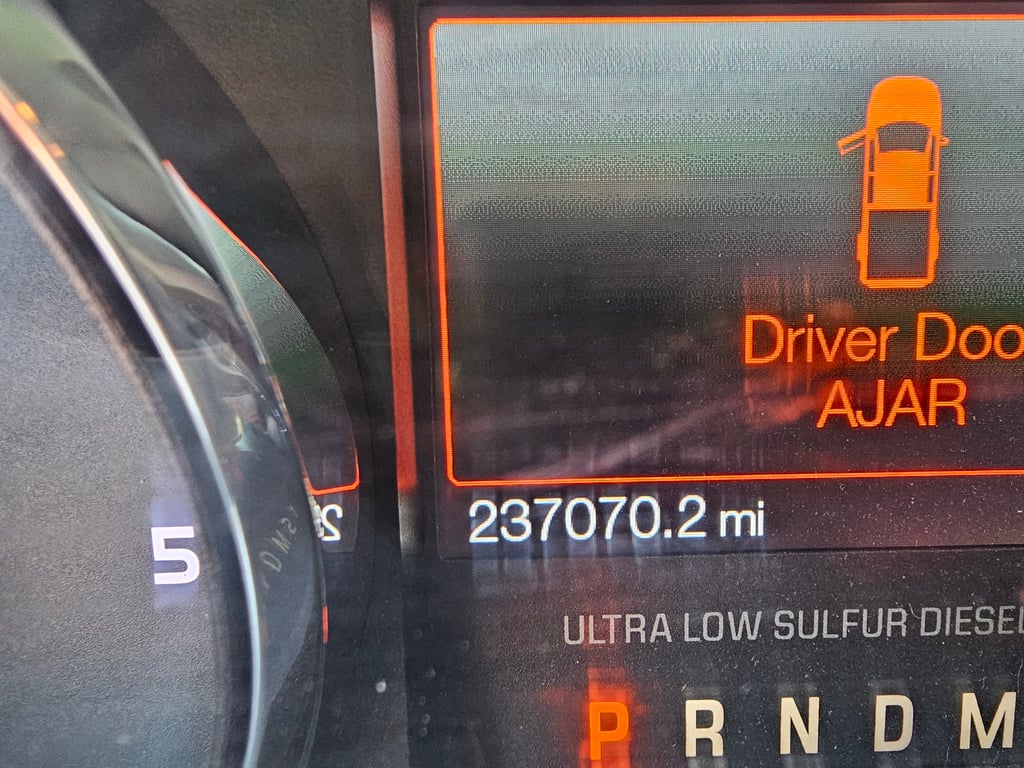 Driver Doo
AJAR
237070.2 mi
5
ULTRA LOW SULFUR DIESEL
P R N D M